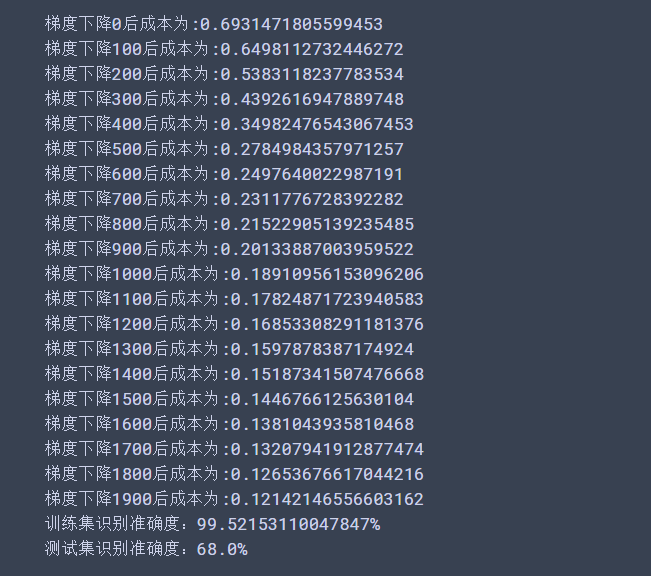 梯度下降0后成本为:0.6931471805599453
梯度下降100后成本为:0.6498112732446272
梯度下降200后成本为:0.5383118237783534
梯度下降300后成本为:0.4392616947889748
梯度下降400后成本为:0.34982476543067453
梯度下降500后成本为:0.2784984357971257
梯度下降600后成本为:0.2497640022987191
梯度下降700后成本为:0.2311776728392282
梯度下降800后成本为:0.21522905139235485
梯度下降900后成本为:0.20133887003959522
梯度下降1000后成本为:0.18910956153096206
梯度下降1100后成本为:0.17824871723940583
梯度下降1200后成本为:0.16853308291181376
梯度下降1300后成本为:0.1597878387174924
梯度下降1400后成本为:0.15187341507476668
梯度下降1500后成本为:0.1446766125630104
梯度下降1600后成本为:0.1381043935810468
梯度下降1700后成本为:0.13207941912877474
梯度下降1800后成本为:0.12653676617044216
梯度下降1900后成本为:0.12142146556603162
训练集识别准确度：99.52153110047847%
测试集识别准确度：68.0%